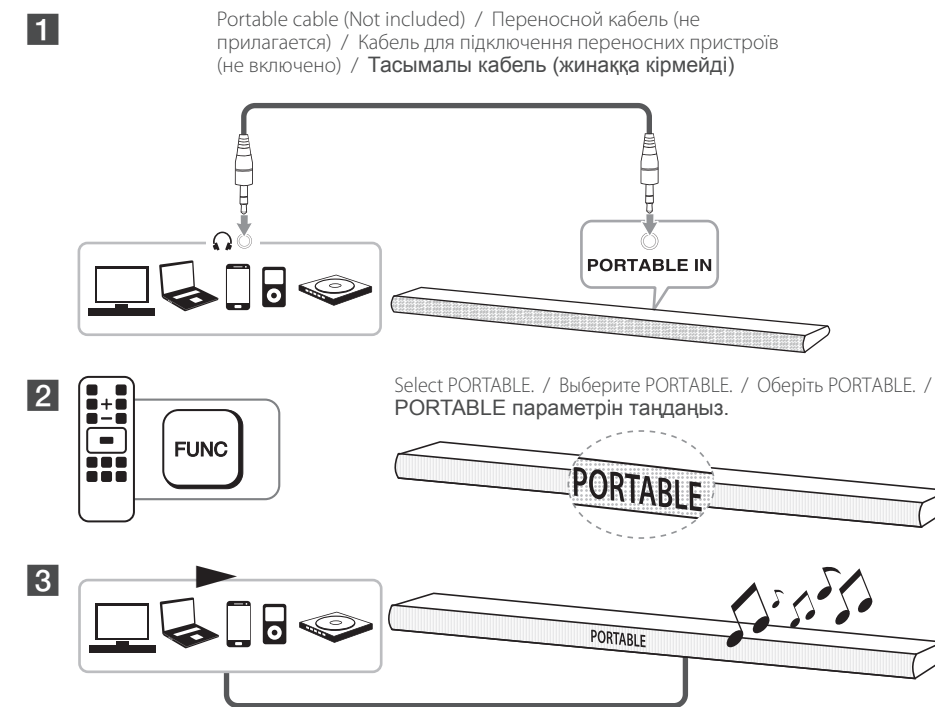 1
Portable cable (Not included) / Переносной кабель (не
прилагается) / Кабель для підключення переносних пристроїв
(не включено) / Тасымалы кабель (жинаққа кірмейді)
PORTABLE IN
2
FUNC
Select PORTABLE. / Выберите PORTABLE. / Оберіть PORTABLE. /
PORTABLE параметрін таңдаңыз.
PORTABLE
3
PORTABLE